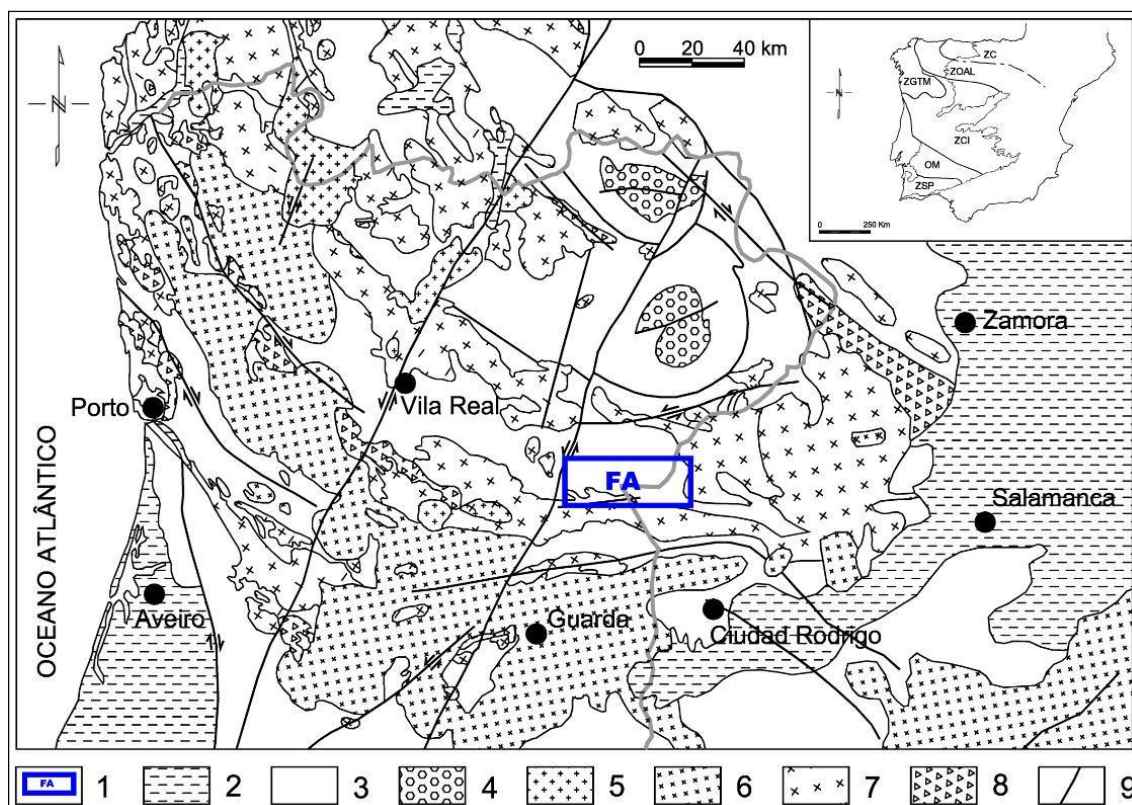 0 20 40 km
N
N
ZC
ZOAL
ZGTM
ZCI
OM
ZSP
0 250 Km
Zamora
Porto
Vila Real
FA
Salamanca
OCEANO ATLÂNTICO
Aveiro
Guarda
Ciudad Rodrigo
FA 1 2 3 4 5 6 7 8 9